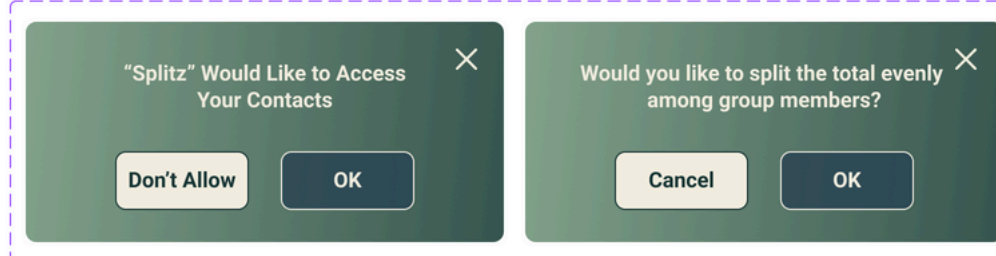 “Splitz” Would Like to Access
Your Contacts
Don’t Allow
OK
Would you like to split the total evenly
among group members?
Cancel
OK